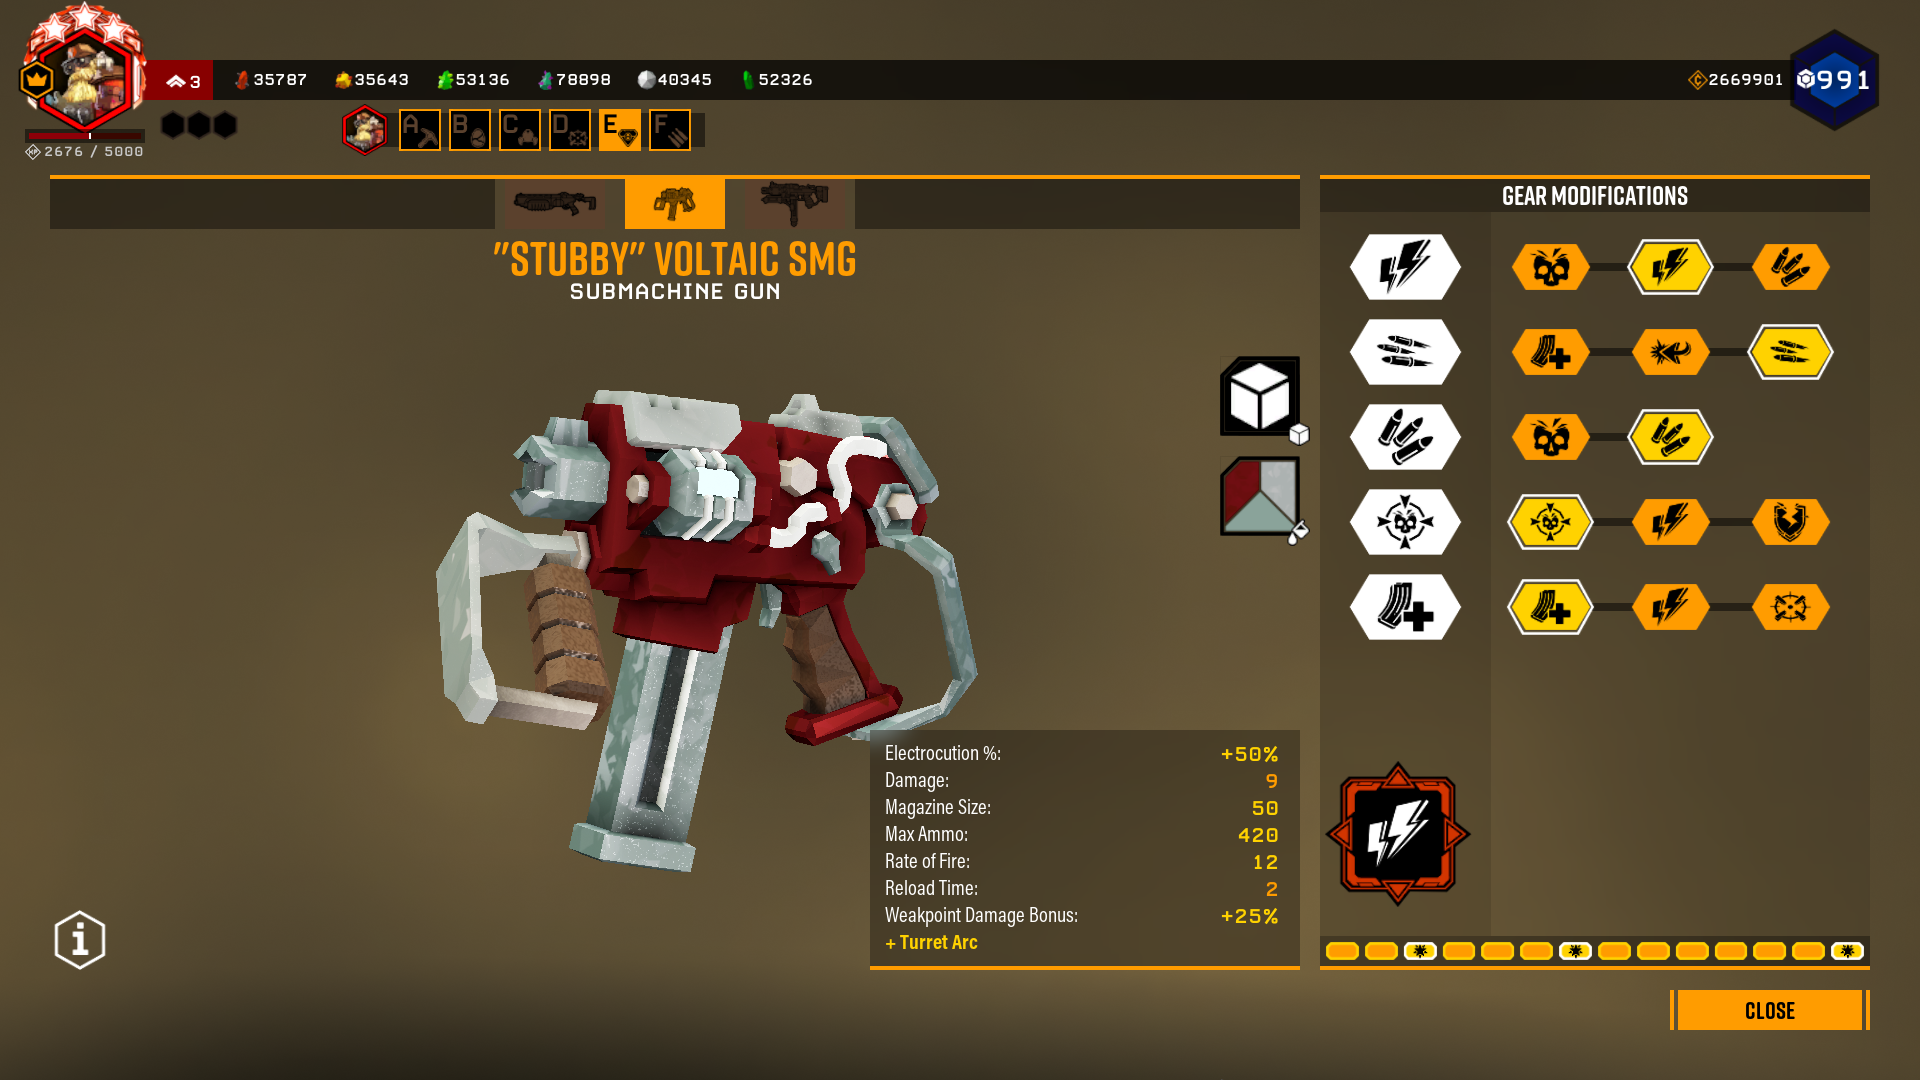 3
35787
35643
53136
78898
40345
52326
2669901
991
2676 / 5000
A
B
C
D
E
F
"STUBBY" VOLTAIC SMG
SUBMACHINE GUN
GEAR MODIFICATIONS
Electrocution %: +50%
Damage: 9
Magazine Size: 50
Max Ammo: 420
Rate of Fire: 12
Reload Time: 2
Weakpoint Damage Bonus: +25%
+ Turret Arc
CLOSE